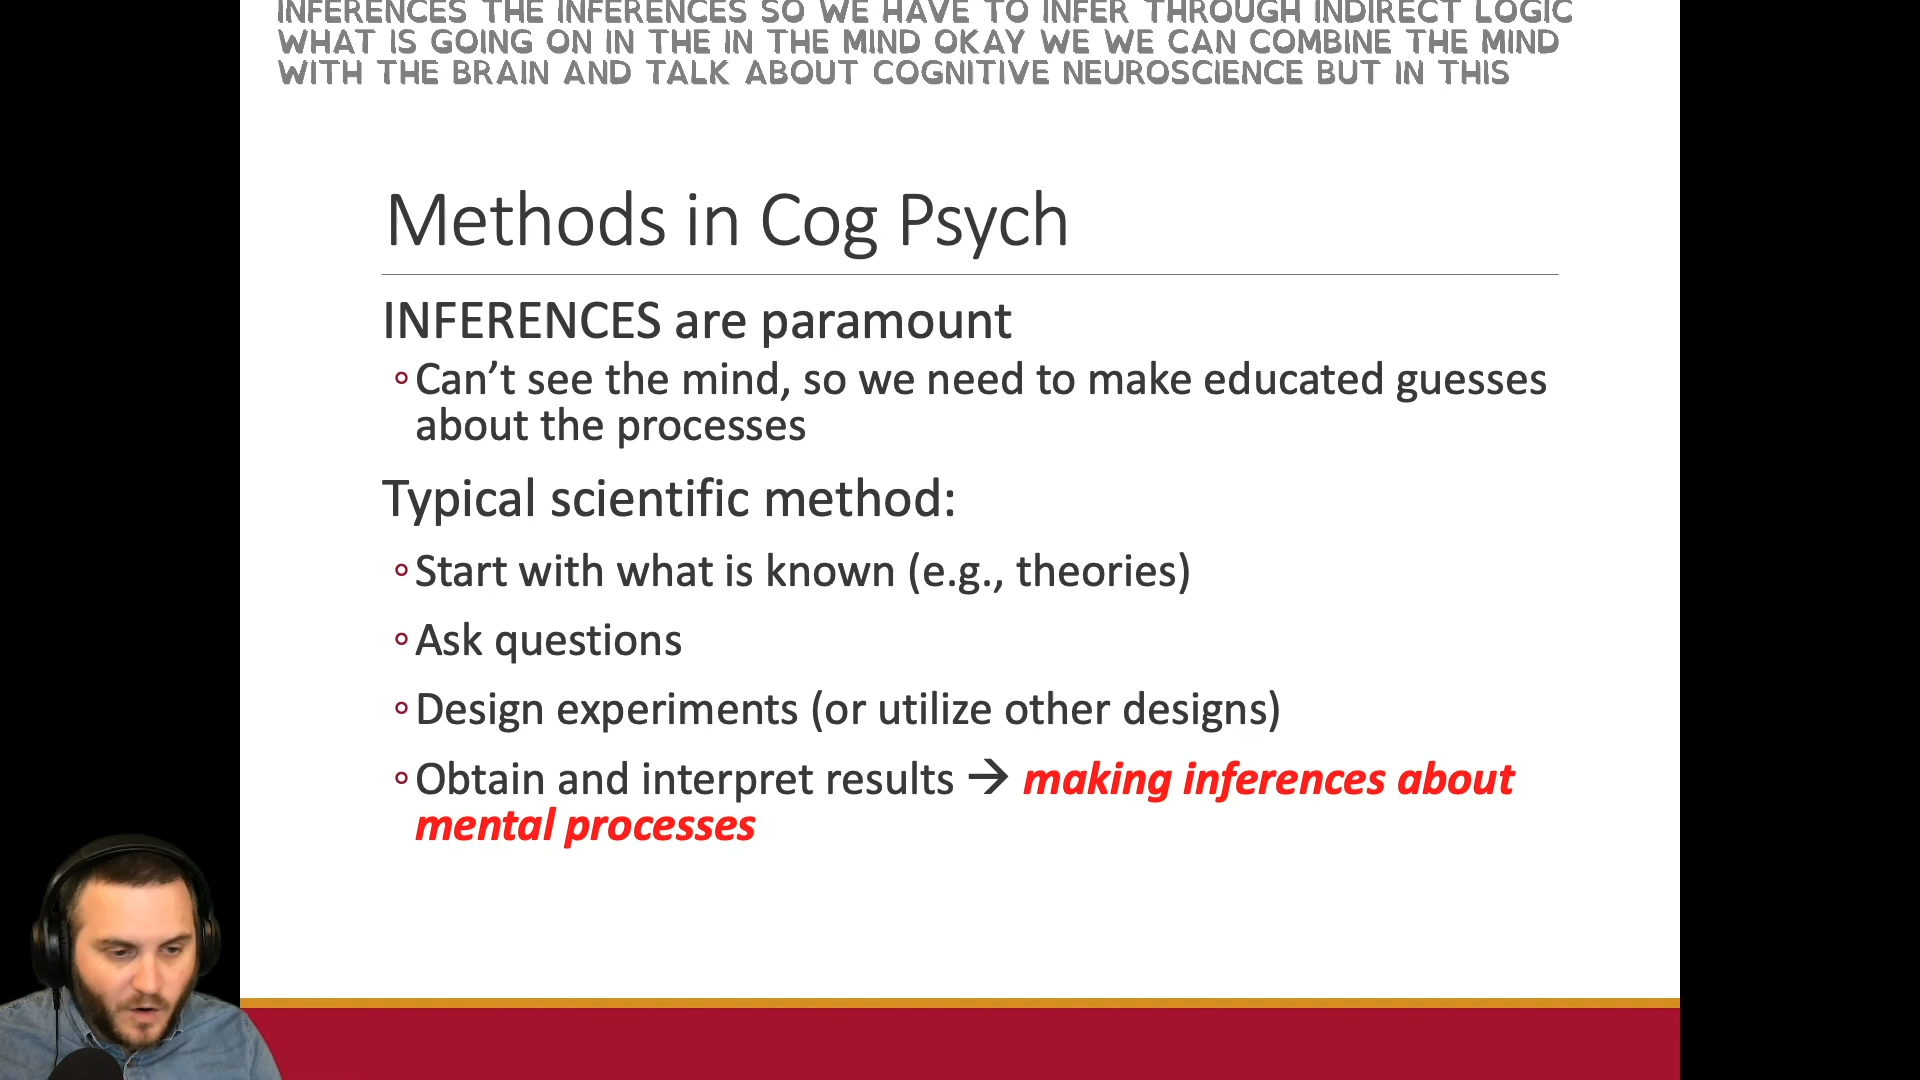 INFERENCES THE INFERENCES SO WE HAVE TO INFER THROUGH INDIRECT LOGIC
WHAT IS GOING ON IN THE IN THE MIND OKAY WE WE CAN COMBINE THE MIND
WITH THE BRAIN AND TALK ABOUT COGNITIVE NEUROSCIENCE BUT IN THIS
Methods in Cog Psych
INFERENCES are paramount
◦Can’t see the mind, so we need to make educated guesses
about the processes
Typical scientific method:
◦Start with what is known (e.g., theories)
◦Ask questions
◦Design experiments (or utilize other designs)
◦Obtain and interpret results → making inferences about
mental processes